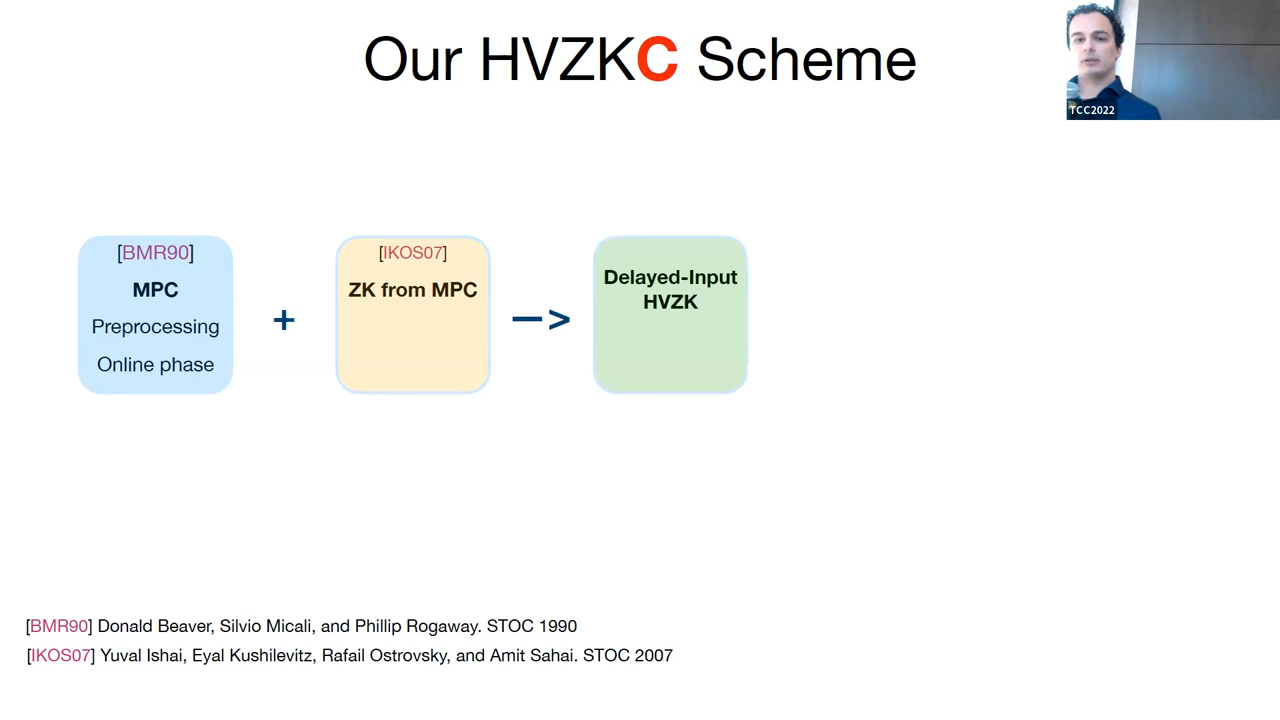 Our HVZKC Scheme
TCC2022
[BMR90]
MPC
Preprocessing
Online phase
+
[IKOS07]
ZK from MPC
—>
Delayed-Input
HVZK
[BMR90] Donald Beaver, Silvio Micali, and Phillip Rogaway. STOC 1990
[IKOS07] Yuval Ishai, Eyal Kushilevitz, Rafail Ostrovsky, and Amit Sahai. STOC 2007